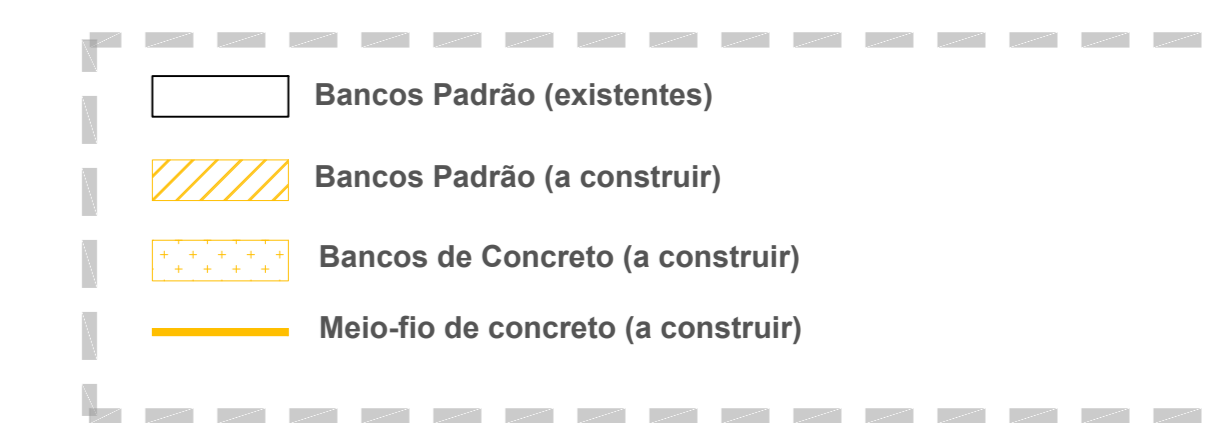 Bancos Padrão (existentes)
Bancos Padrão (a construir)
Bancos de Concreto (a construir)
Meio-fio de concreto (a construir)